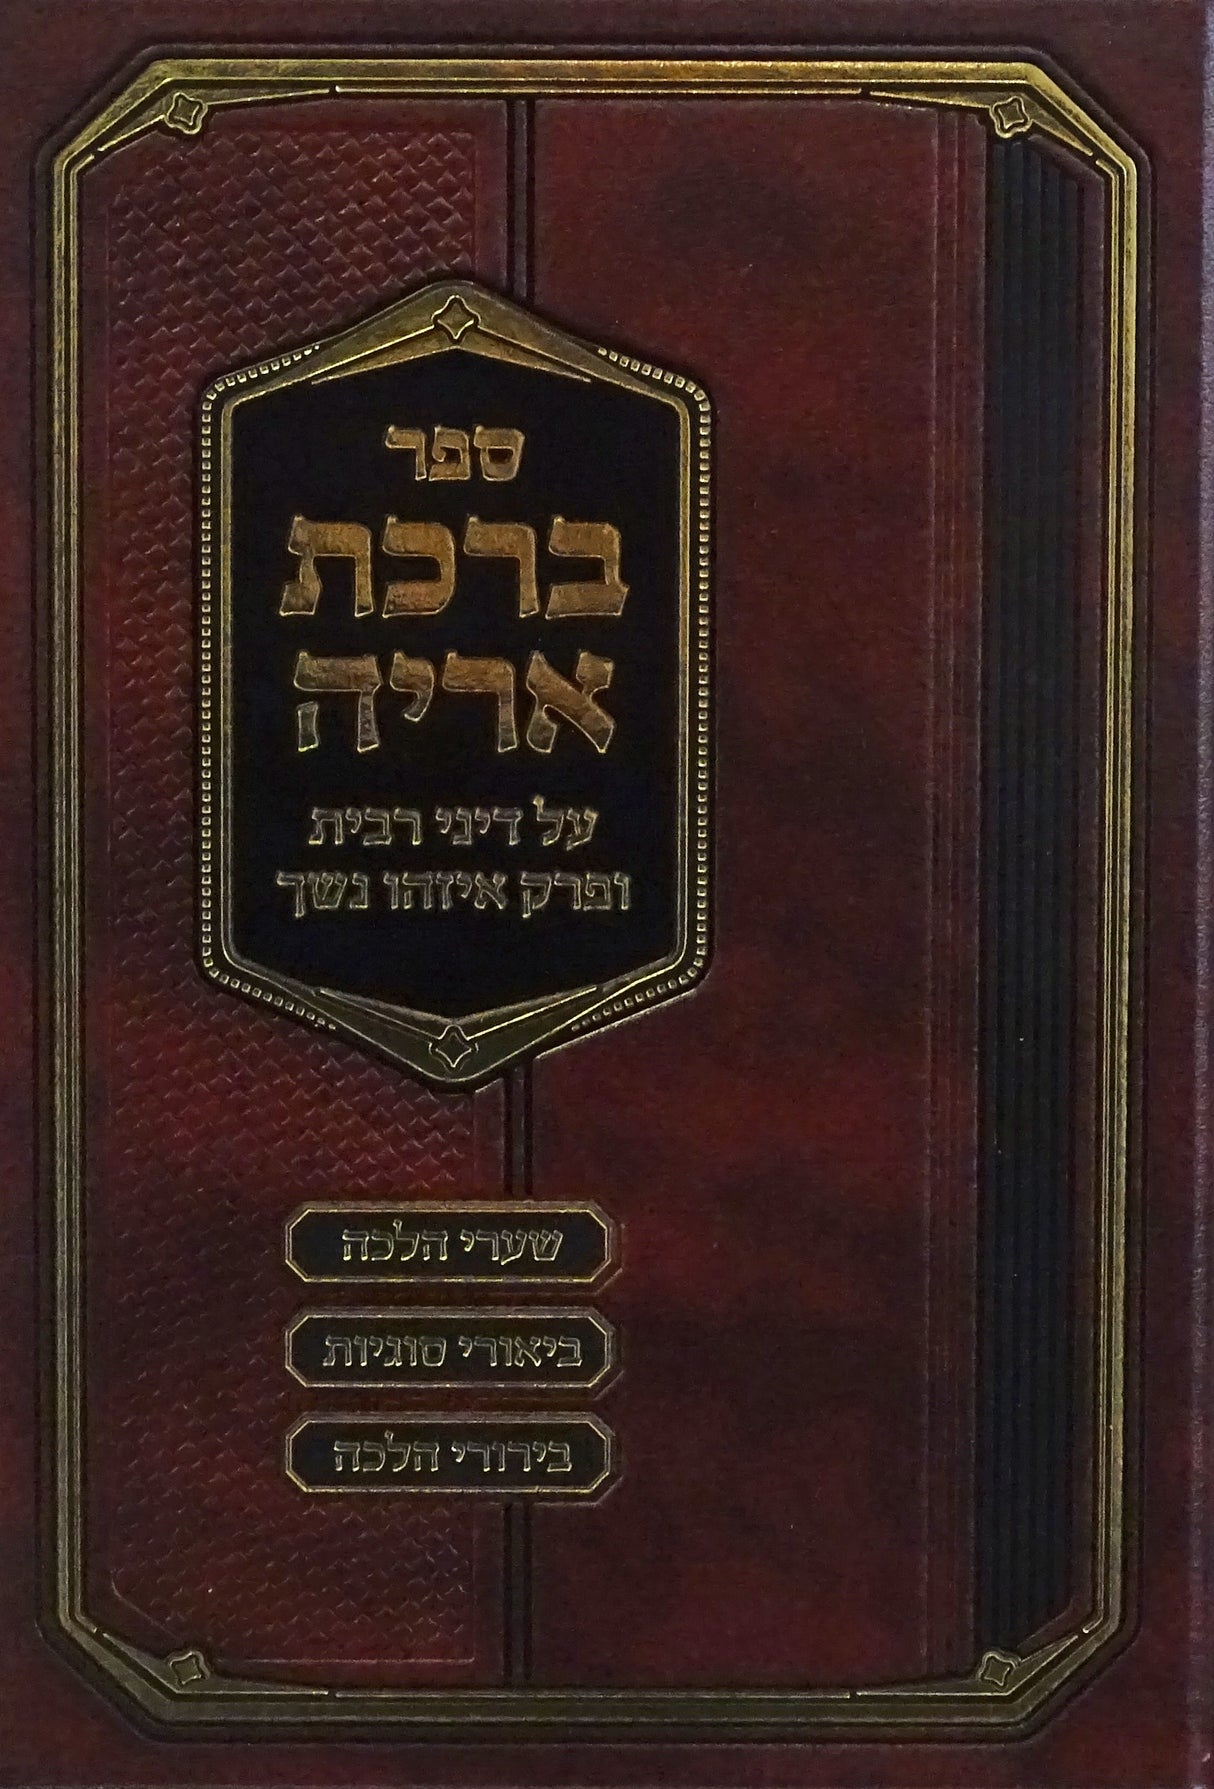 ספר
ברכת
אריה
על דיני רבית
ופרק איזהו נשך
שערי הלכה
ביאורי סוגיות
בירורי הלכה